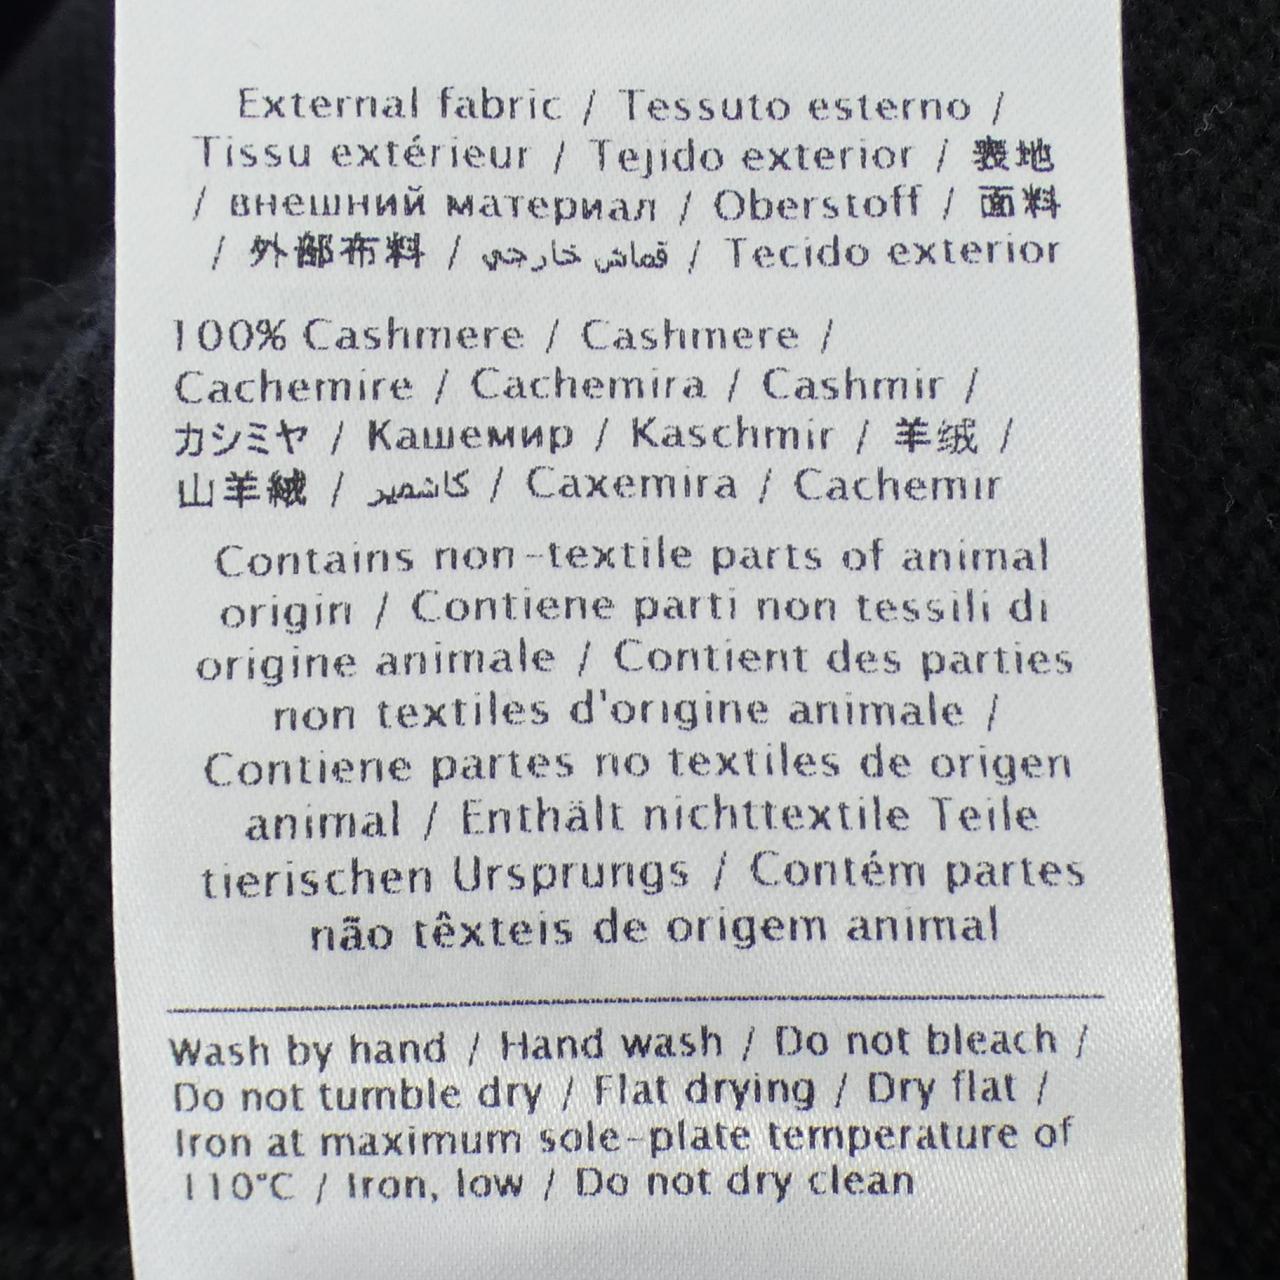 External fabric / Tessuto esterno /
Tissu extérieur / Tejido exterior / 表地
/ внешний материал / Oberstoff / 面料
/ 外部布料 / قماش خارجي / Tecido exterior
100% Cashmere / Cashmere /
Cachemire / Cachemira / Cashmir /
カシミヤ / Кашемир / Kaschmir / 羊绒 /
山羊絨 / كاشمير / Caxemira / Cachemir
Contains non-textile parts of animal
origin / Contiene parti non tessili di
origine animale / Contient des parties
non textiles d'origine animale /
Contiene partes no textiles de origen
animal / Enthält nichttextile Teile
tierischen Ursprungs / Contém partes
não têxteis de origem animal
Wash by hand / Hand wash / Do not bleach /
Do not tumble dry / Flat drying / Dry flat /
Iron at maximum sole-plate temperature of
110°C / Iron, low / Do not dry clean